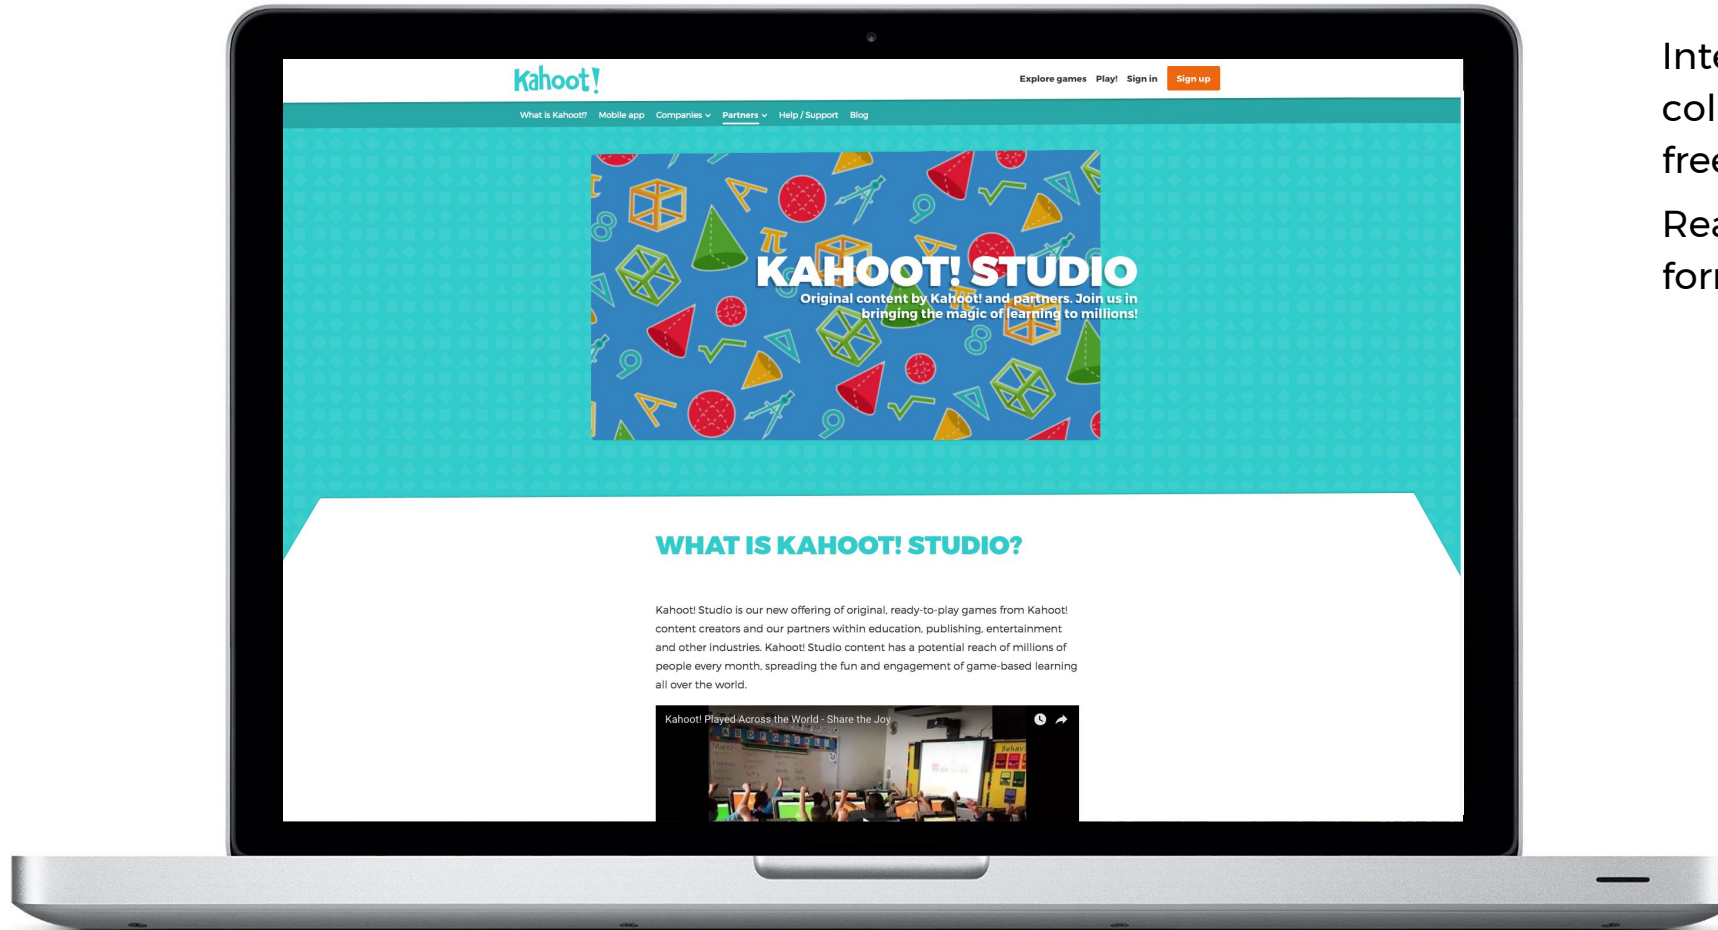 Kahoot!
Explore games Play! Sign in Sign up
What is Kahoot!? Mobile app Companies Partners Help / Support Blog
KAHOOT! STUDIO
Original content by Kahoot! and partners. Join us in
bringing the magic of learning to millions!
WHAT IS KAHOOT! STUDIO?
Kahoot! Studio is our new offering of original, ready-to-play games from Kahoot!
content creators and our partners within education, publishing, entertainment
and other industries. Kahoot! Studio content has a potential reach of millions of
people every month, spreading the fun and engagement of game-based learning
all over the world.
Kahoot! Played Across the World - Share the Joy
Inte
col
free
Rea
for